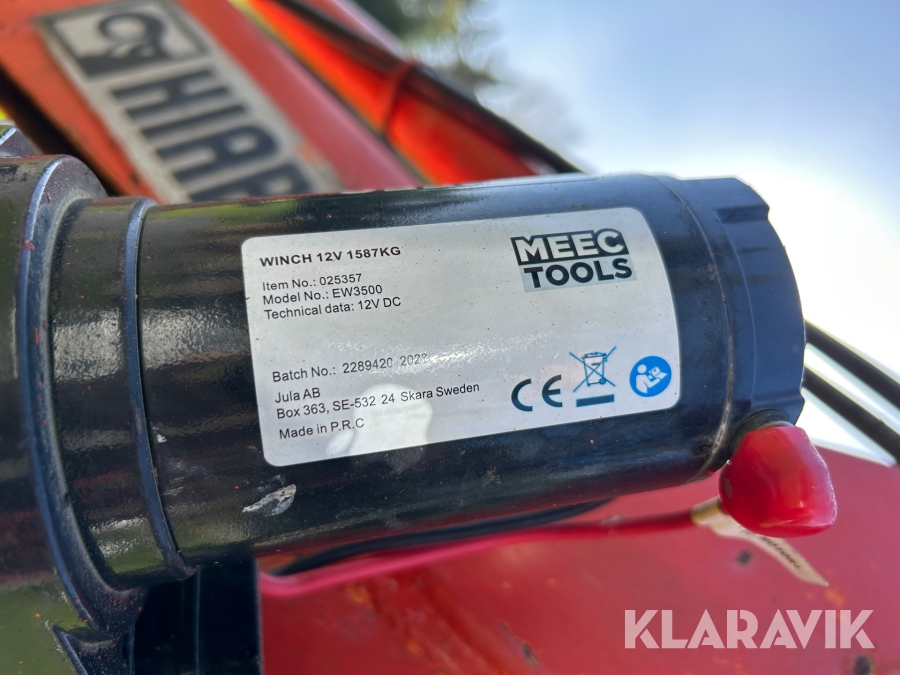 HIAB
WINCH 12V 1587KG
MEEC
TOOLS
Item No.: 025357
Model No.: EW3500
Technical data: 12V DC
Batch No.: 2289420
Jula AB
Box 363, SE-532 24 Skara Sweden
Made in P.R.C
CE
KLARAVIK